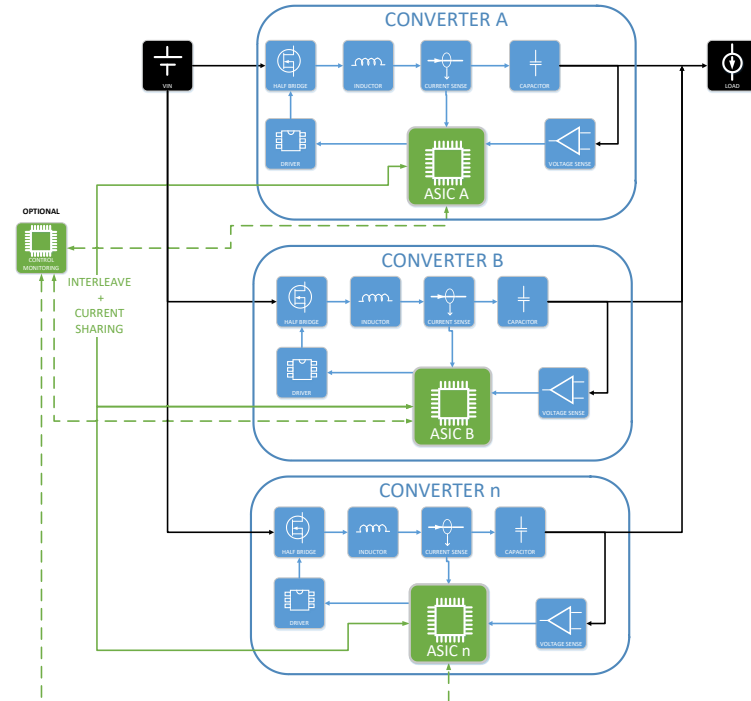 CONVERTER A
VIN
HALF BRIDGE
INDUCTOR
CURRENT SENSE
CAPACITOR
LOAD
DRIVER
ASIC A
VOLTAGE SENSE
OPTIONAL
CONTROL
MONITORING
INTERLEAVE
+
CURRENT
SHARING
CONVERTER B
HALF BRIDGE
INDUCTOR
CURRENT SENSE
CAPACITOR
DRIVER
ASIC B
VOLTAGE SENSE
CONVERTER n
HALF BRIDGE
INDUCTOR
CURRENT SENSE
CAPACITOR
DRIVER
ASIC n
VOLTAGE SENSE